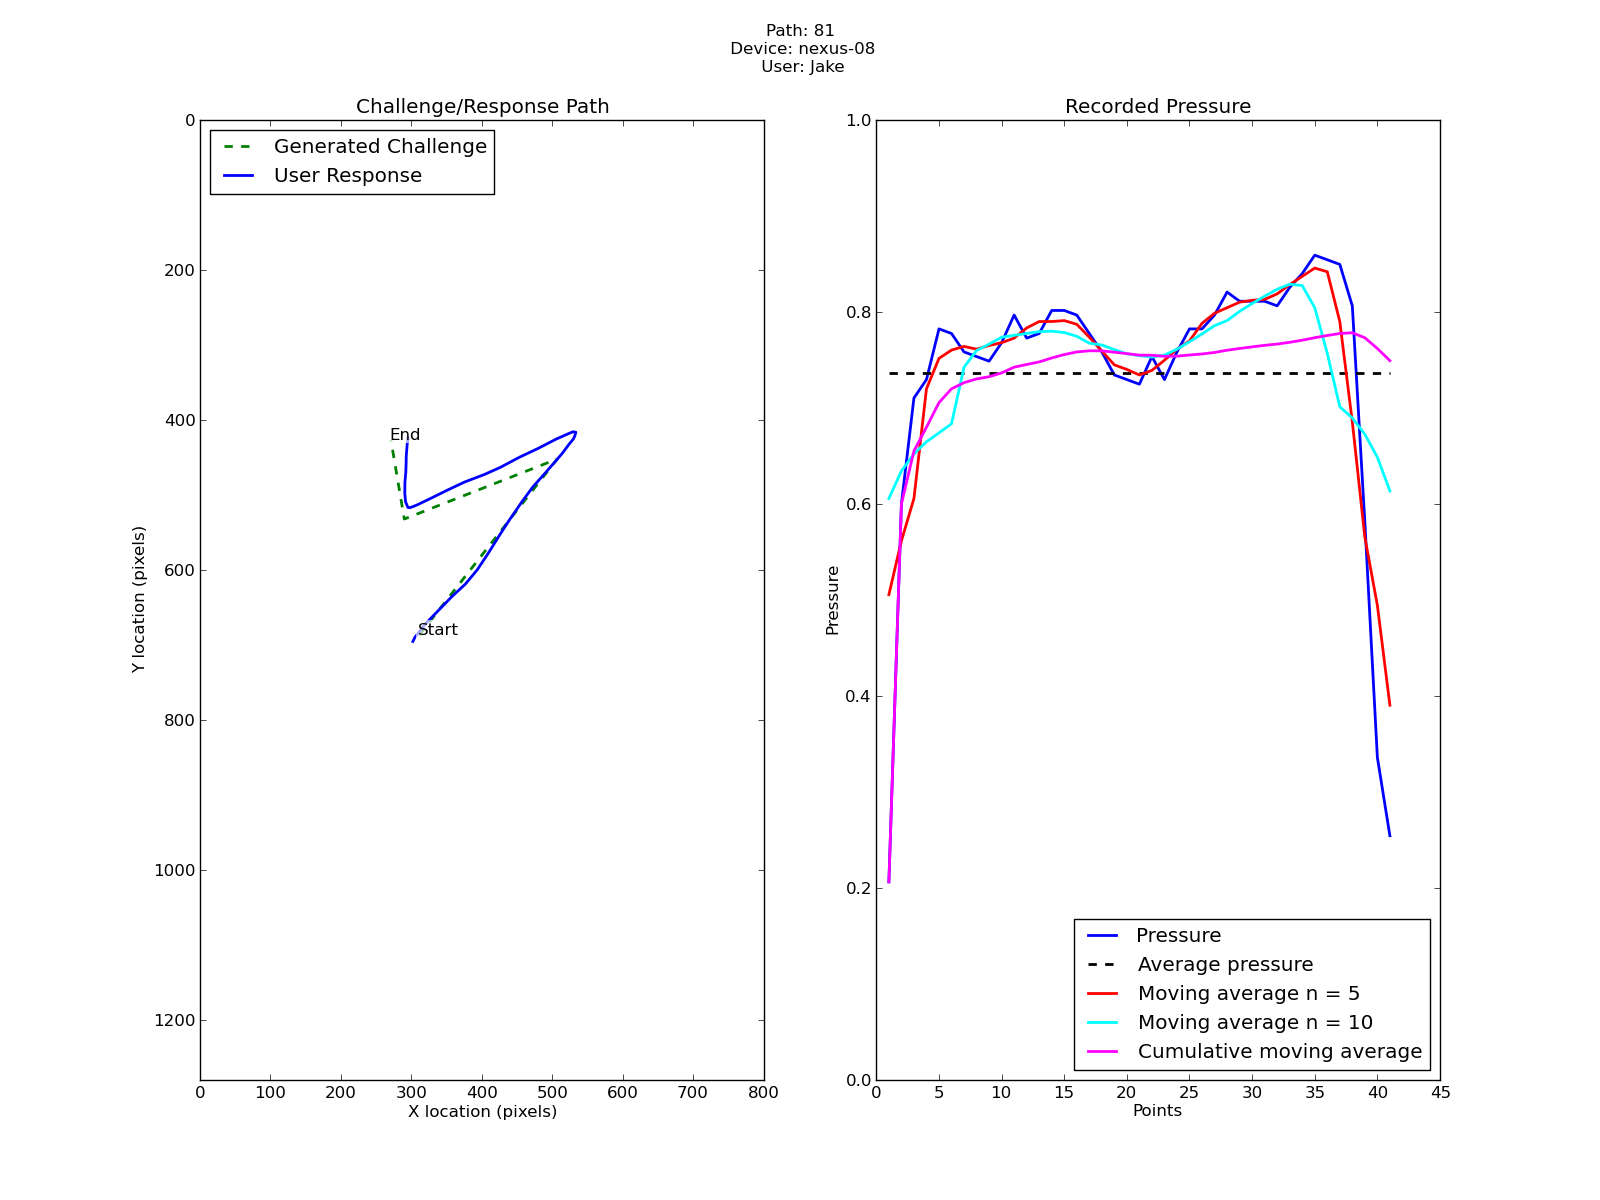 Path: 81
Device: nexus-08
User: Jake
Challenge/Response Path
Generated Challenge
User Response
End
Start
0
200
400
600
800
1000
1200
Y location (pixels)
0 100 200 300 400 500 600 700 800
X location (pixels)
Recorded Pressure
1.0
0.8
0.6
0.4
0.2
0.0
Pressure
Pressure
Average pressure
Moving average n = 5
Moving average n = 10
Cumulative moving average
0 5 10 15 20 25 30 35 40 45
Points